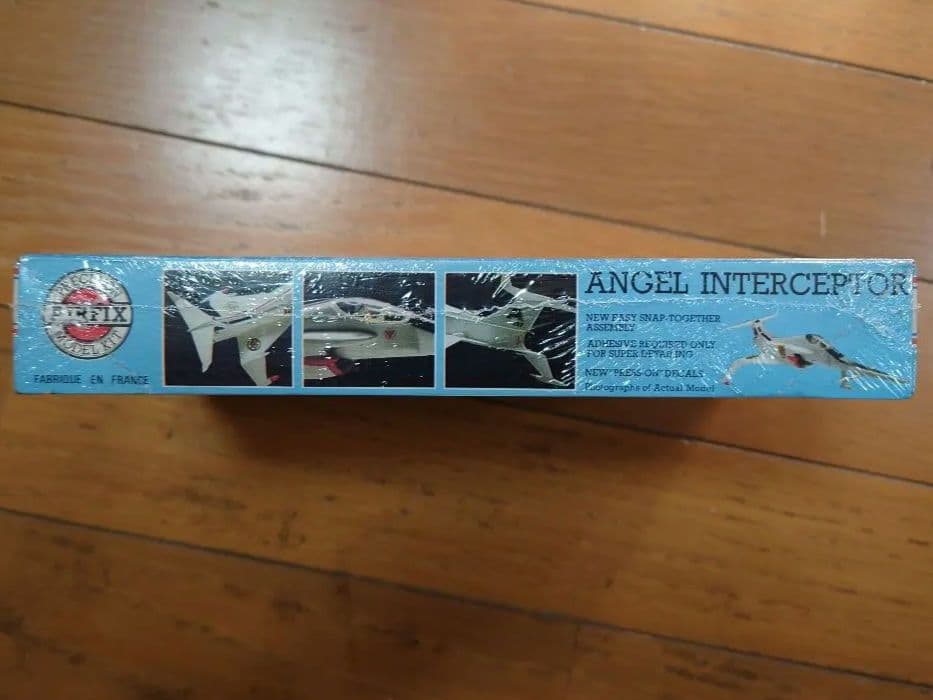 AIRFIX
MODEL KIT
FABRIQUE EN FRANCE
ANGEL INTERCEPTOR
NEW EASY SNAP-TOGETHER
ASSEMBLY
ADHESIVE REQUIRED ONLY
FOR SUPER DETAILING
NEW "PRESS-ON" DECALS
Photographs of Actual Model